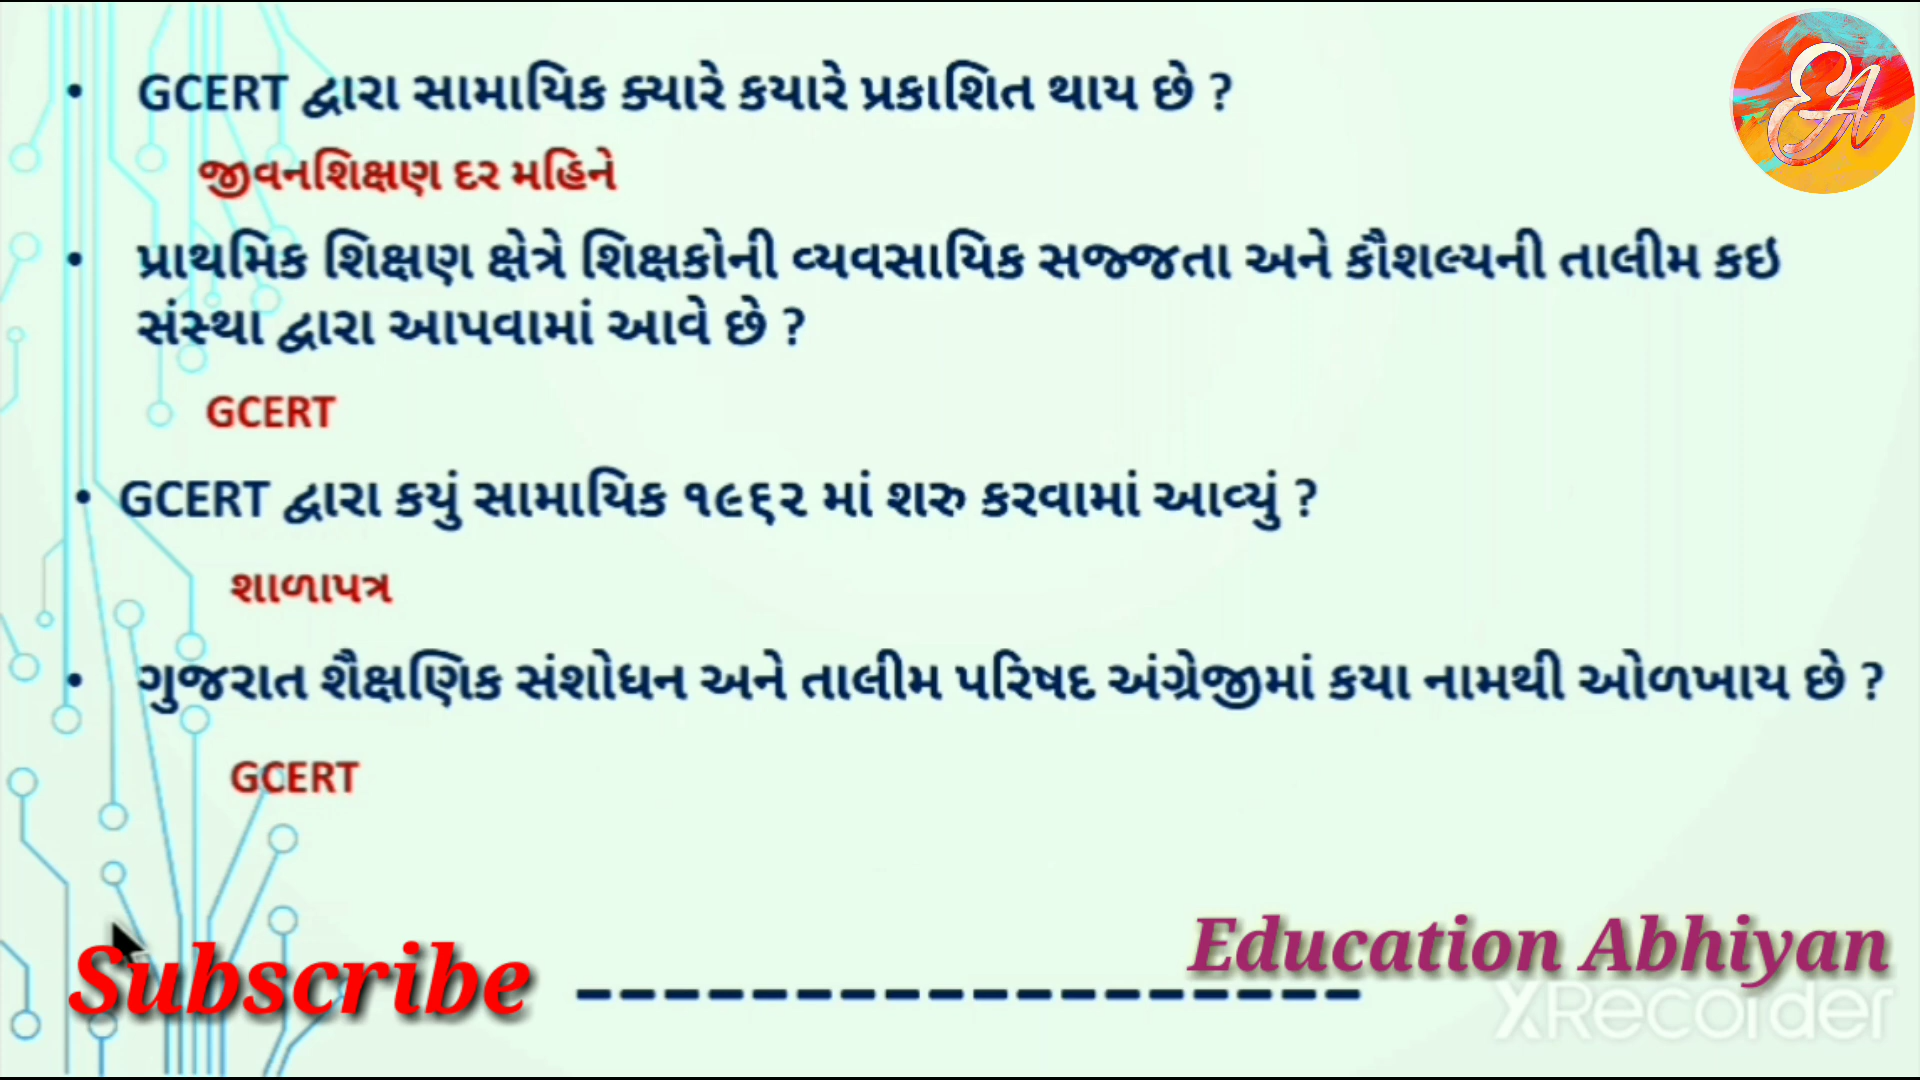 EA
• GCERT દ્વારા સામાયિક ક્યારે કયારે પ્રકાશિત થાય છે ?
જીવનશિક્ષણ દર મહિને
• પ્રાથમિક શિક્ષણ ક્ષેત્રે શિક્ષકોની વ્યવસાયિક સજ્જતા અને કૌશલ્યની તાલીમ કઇ
સંસ્થા દ્વારા આપવામાં આવે છે ?
GCERT
• GCERT દ્વારા કયું સામાયિક ૧૯૬૨ માં શરુ કરવામાં આવ્યું ?
શાળાપત્ર
• ગુજરાત શૈક્ષણિક સંશોધન અને તાલીમ પરિષદ અંગ્રેજીમાં કયા નામથી ઓળખાય છે ?
GCERT
Education Abhiyan
Subscribe ------------------
XRecorder